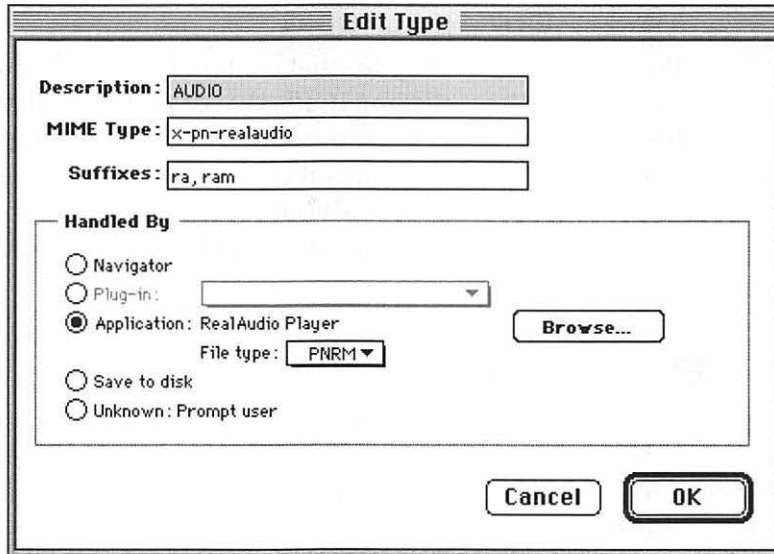 Edit Type
Description: AUDIO
MIME Type: x-pn-realaudio
Suffixes: ra, ram
Handled By
Navigator
Plug-in:
Application: RealAudio Player
Browse...
File type: PNRM
Save to disk
Unknown: Prompt user
Cancel
OK